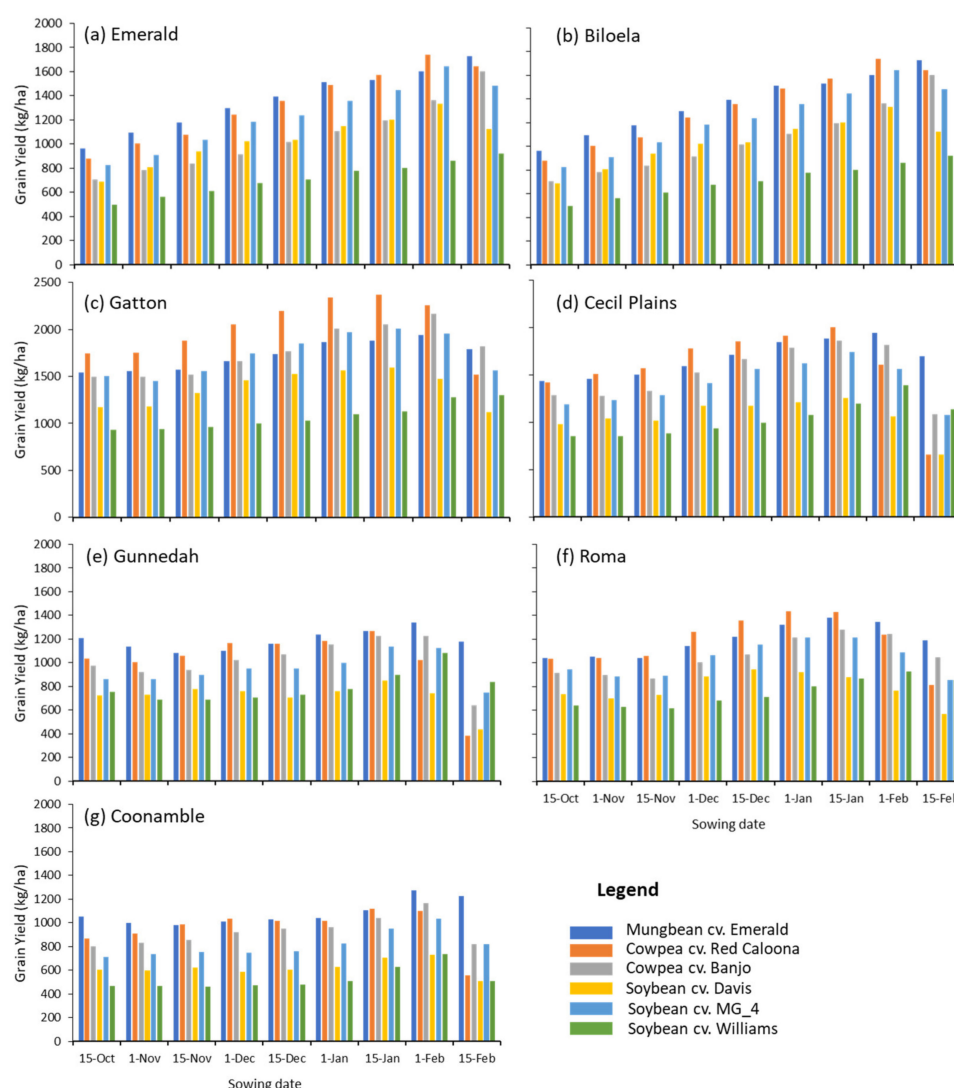 (a) Emerald
(b) Biloela
Grain Yield (kg/ha)
2000
1800
1600
1400
1200
1000
800
600
400
200
0
(c) Gatton
(d) Cecil Plains
Grain Yield (kg/ha)
2500
2000
1500
1000
500
0
(e) Gunnedah
(f) Roma
Grain Yield (kg/ha)
2000
1800
1600
1400
1200
1000
800
600
400
200
0
15-Oct 1-Nov 15-Nov 1-Dec 15-Dec 1-Jan 15-Jan 1-Feb 15-Feb
Sowing date
(g) Coonamble
Grain Yield (kg/ha)
2000
1800
1600
1400
1200
1000
800
600
400
200
0
15-Oct 1-Nov 15-Nov 1-Dec 15-Dec 1-Jan 15-Jan 1-Feb 15-Feb
Sowing date
Legend
Mungbean cv. Emerald
Cowpea cv. Red Caloona
Cowpea cv. Banjo
Soybean cv. Davis
Soybean cv. MG_4
Soybean cv. Williams